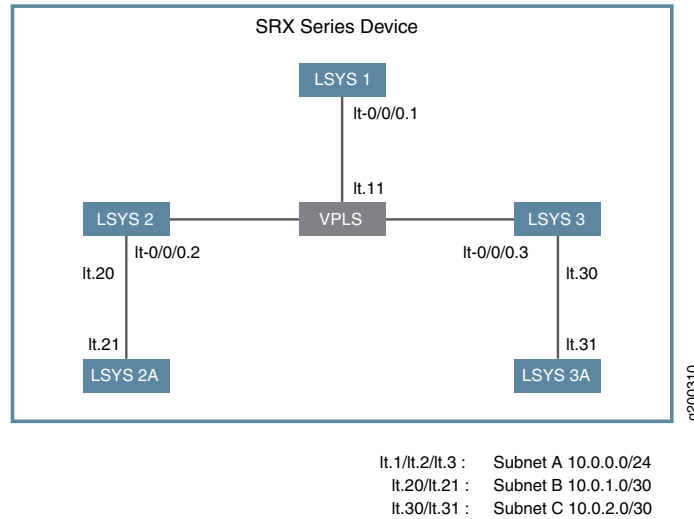 SRX Series Device
LSYS 1
lt-0/0/0.1
lt.11
LSYS 2
VPLS
LSYS 3
lt-0/0/0.2
lt-0/0/0.3
lt.20
lt.30
lt.21
lt.31
LSYS 2A
LSYS 3A
g200310
lt.1/lt.2/lt.3 : Subnet A 10.0.0.0/24
lt.20/lt.21 : Subnet B 10.0.1.0/30
lt.30/lt.31 : Subnet C 10.0.2.0/30